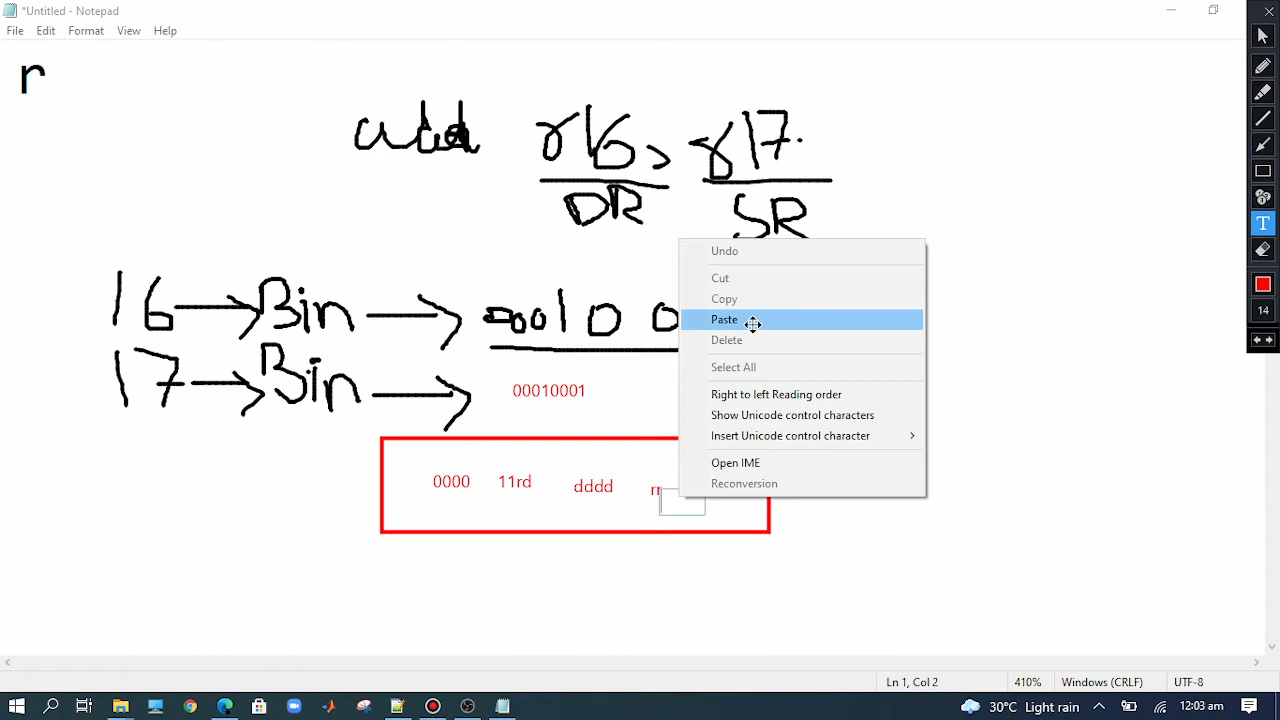 *Untitled - Notepad
File Edit Format View Help
r
add r16, r17.
DR SR
Undo
Cut
Copy
Paste
Delete
Select All
Right to left Reading order
Show Unicode control characters
Insert Unicode control character
Open IME
Reconversion
16 → Bin → 00010 0
17 → Bin → 00010001
0000 11rd dddd rr
T
14
Ln 1, Col 2 410% Windows (CRLF) UTF-8
30°C Light rain 12:03 am